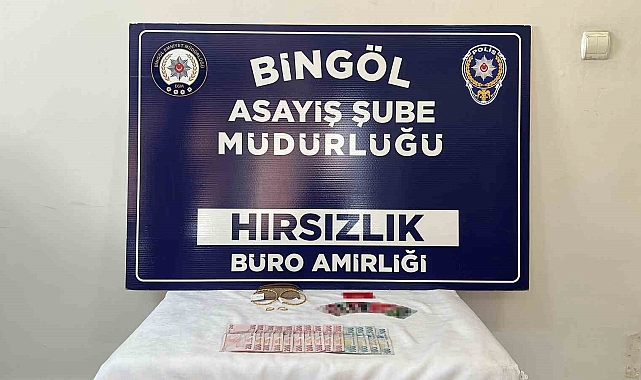 BİNGÖL
ASAYİŞ ŞUBE
MÜDÜRLÜĞÜ
HIRSIZLIK
BÜRO AMİRLİĞİ
POLİS